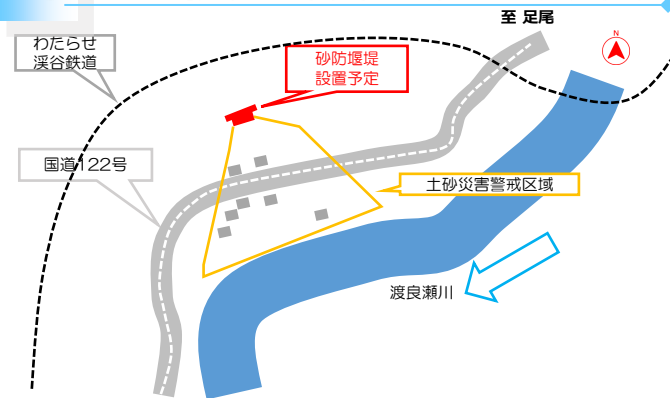 至 足尾
N
わたらせ
渓谷鉄道
砂防堰堤
設置予定
国道122号
土砂災害警戒区域
渡良瀬川